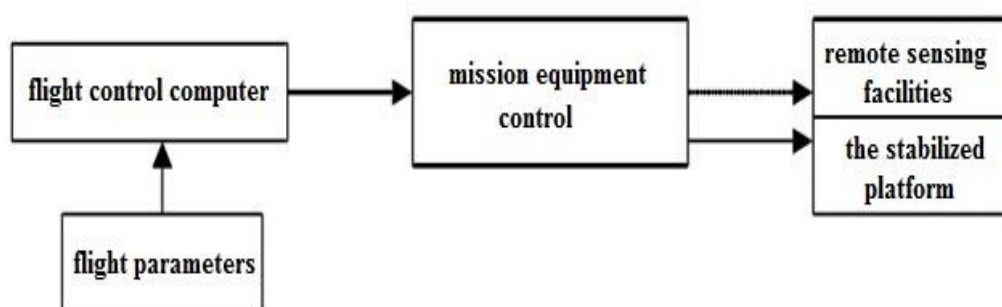 flight control computer
mission equipment
control
remote sensing
facilities
the stabilized
platform
flight parameters